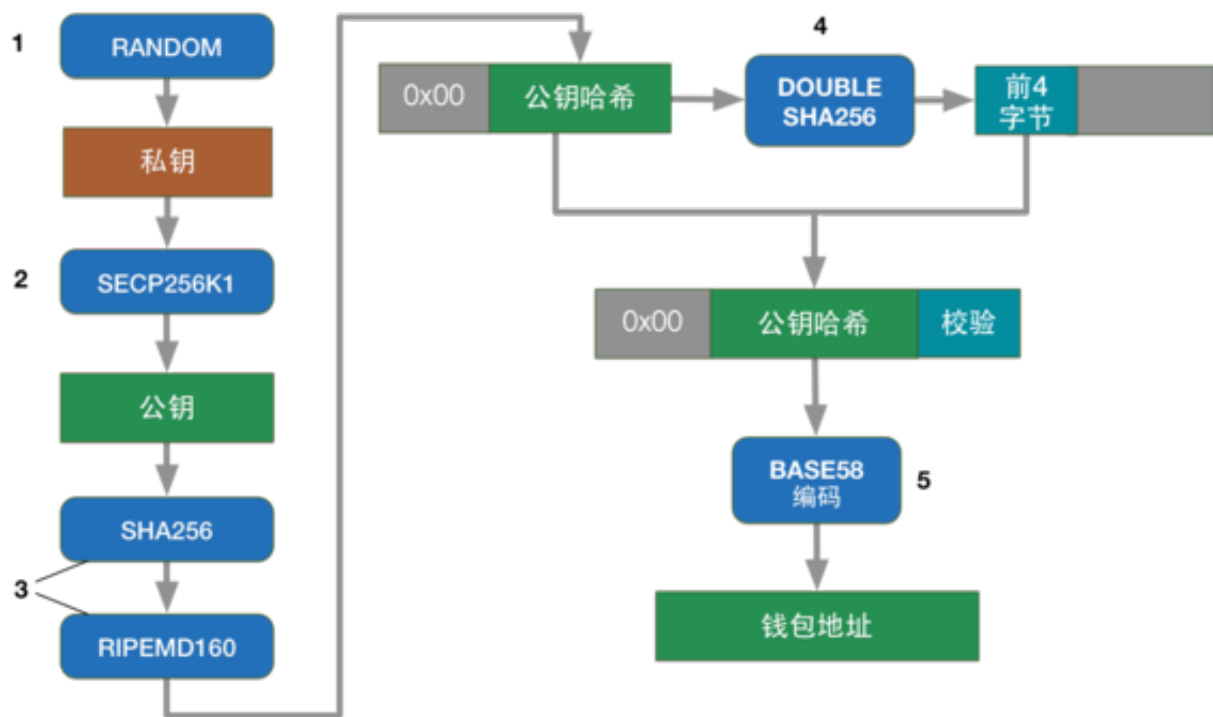 1
RANDOM
私钥
2
SECP256K1
公钥
SHA256
3
RIPEMD160
4
0x00
公钥哈希
DOUBLE
SHA256
前4
字节
0x00
公钥哈希
校验
BASE58
编码
5
钱包地址